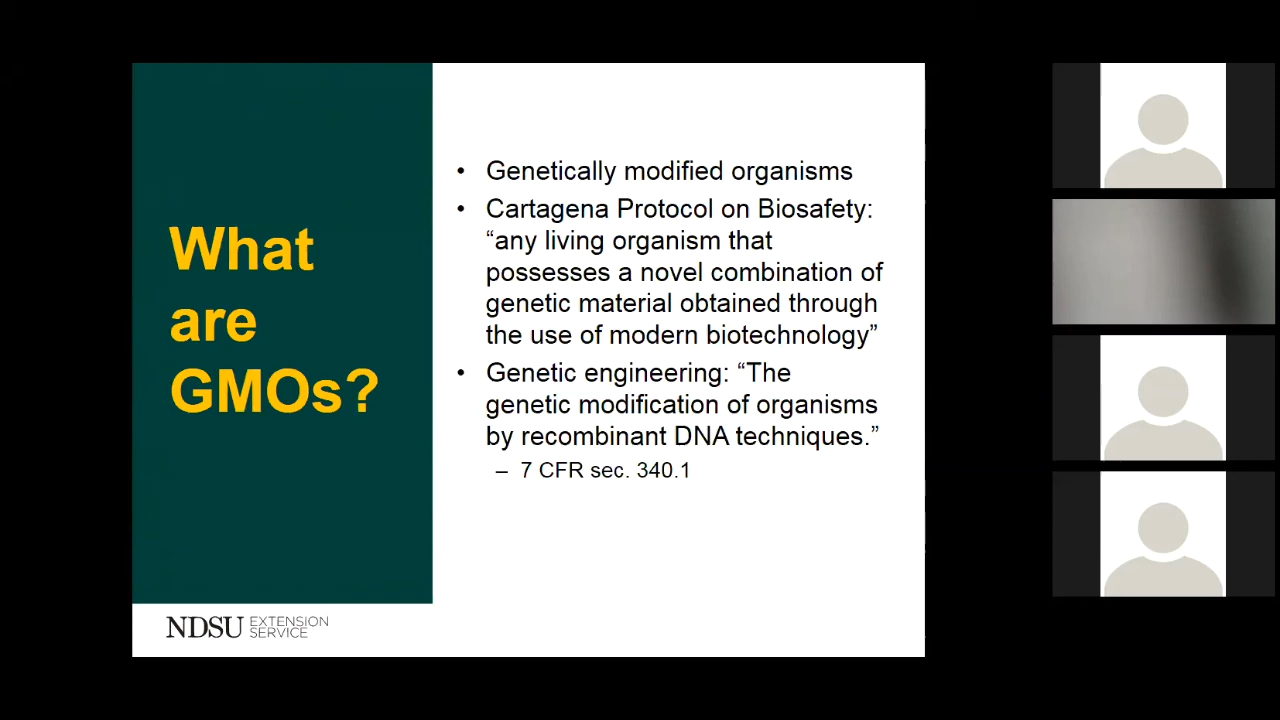 What
are
GMOs?
• Genetically modified organisms
• Cartagena Protocol on Biosafety:
“any living organism that
possesses a novel combination of
genetic material obtained through
the use of modern biotechnology”
• Genetic engineering: “The
genetic modification of organisms
by recombinant DNA techniques.”
– 7 CFR sec. 340.1
NDSU EXTENSION
SERVICE